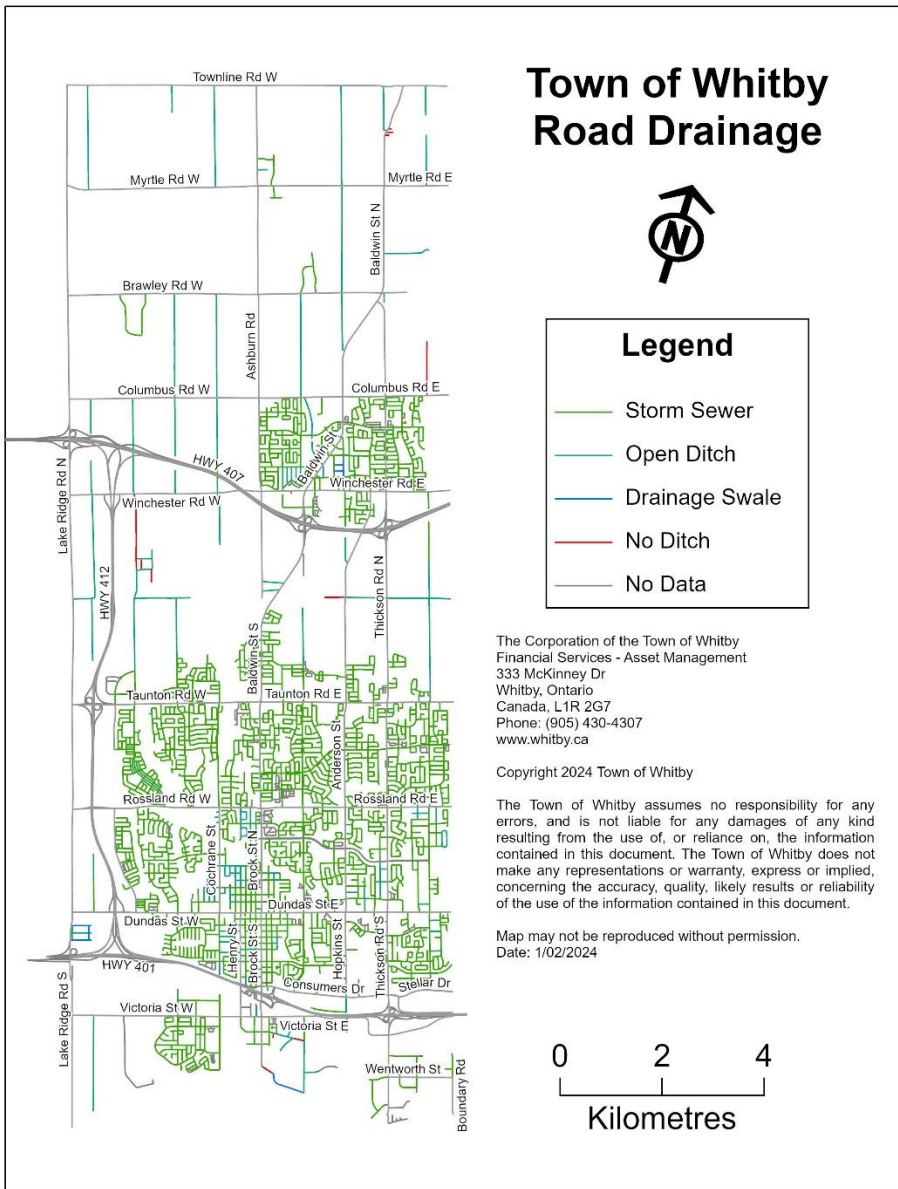 Town of Whitby
Road Drainage
N
Legend
Storm Sewer
Open Ditch
Drainage Swale
No Ditch
No Data
The Corporation of the Town of Whitby
Financial Services - Asset Management
333 McKinney Dr
Whitby, Ontario
Canada, L1R 2G7
Phone: (905) 430-4307
www.whitby.ca
Copyright 2024 Town of Whitby
The Town of Whitby assumes no responsibility for any
errors, and is not liable for any damages of any kind
resulting from the use of, or reliance on, the information
contained in this document. The Town of Whitby does not
make any representations or warranty, express or implied,
concerning the accuracy, quality, likely results or reliability
of the use of the information contained in this document.
Map may not be reproduced without permission.
Date: 1/02/2024
0 2 4
Kilometres
Townline Rd W
Myrtle Rd W
Myrtle Rd E
Baldwin St N
Brawley Rd W
Ashburn Rd
Columbus Rd W
Columbus Rd E
Lake Ridge Rd N
HWY 407
Baldwin St
Winchester Rd W
Winchester Rd E
HWY 412
Thickson Rd N
Baldwin St S
Taunton Rd W
Taunton Rd E
Anderson St
Rossland Rd W
Rossland Rd E
Cochrane St
Brock St N
Dundas St W
Dundas St E
Henry St
Brock St S
Hopkins St
Thickson Rd S
HWY 401
Lake Ridge Rd S
Consumers Dr
Stellar Dr
Victoria St W
Victoria St E
Wentworth St
Boundary Rd